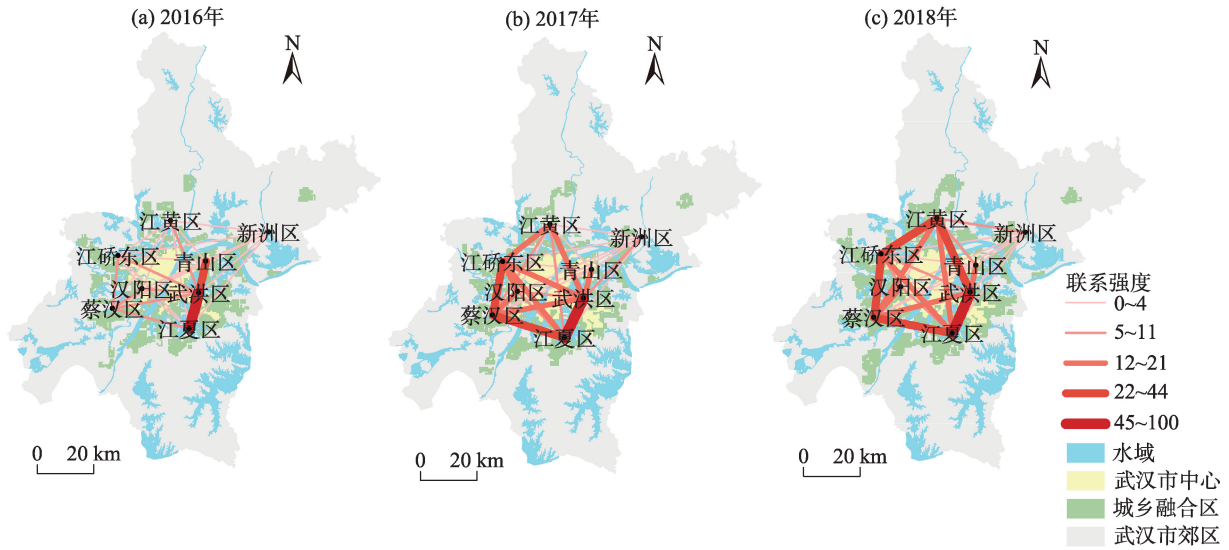 (a) 2016年
N
江黄区
新洲区
江硚东区
青山区
汉阳区
武洪区
蔡汉区
江夏区
0 20 km
(b) 2017年
N
江黄区
新洲区
江硚东区
青山区
汉阳区
武洪区
蔡汉区
江夏区
0 20 km
(c) 2018年
N
江黄区
新洲区
江硚东区
青山区
汉阳区
武洪区
蔡汉区
江夏区
0 20 km
联系强度
0~4
5~11
12~21
22~44
45~100
水域
武汉市中心
城乡融合区
武汉市郊区